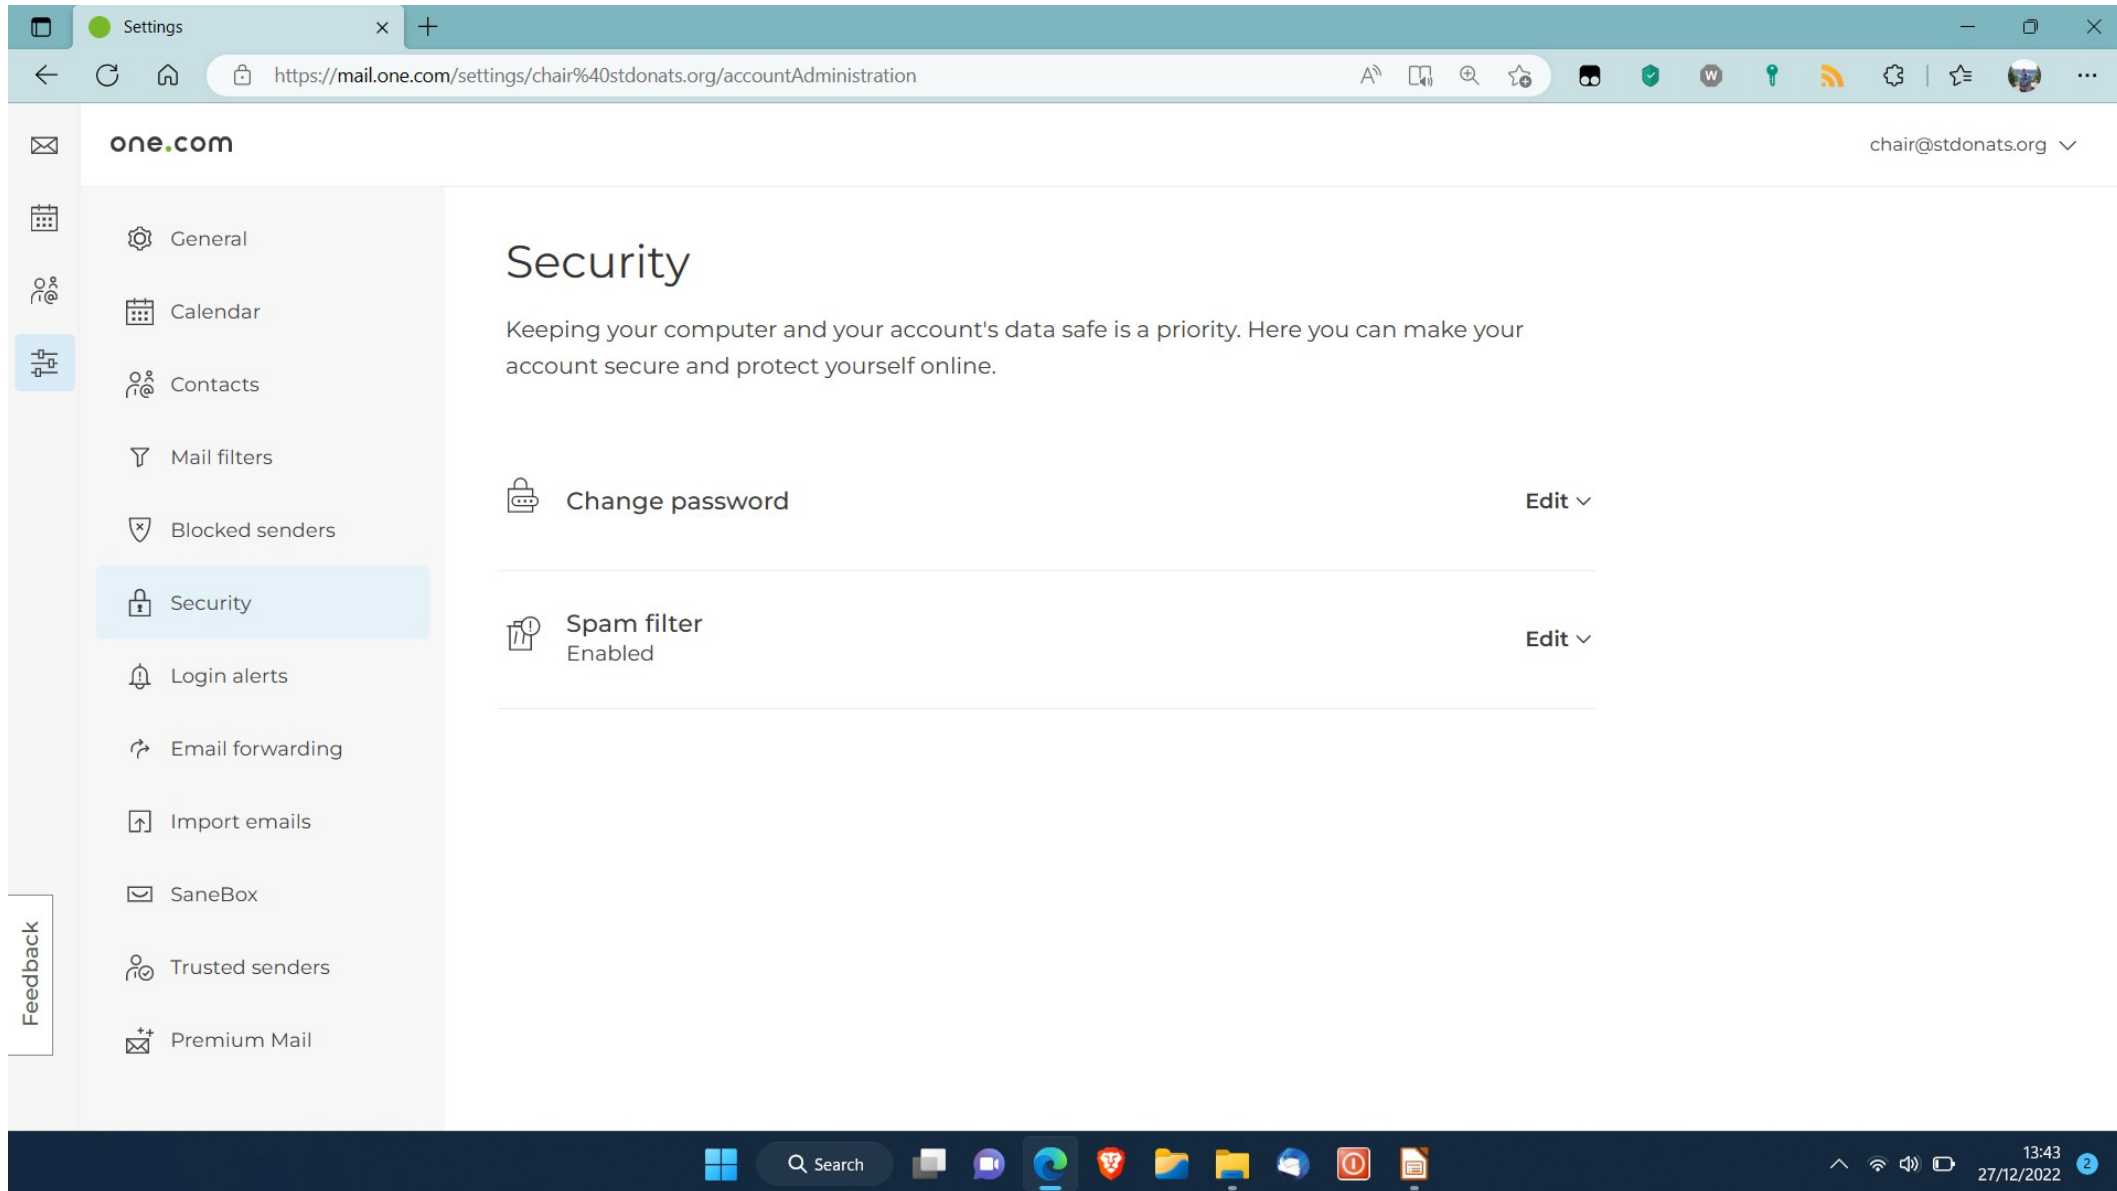 Settings
https://mail.one.com/settings/chair%40stdonats.org/accountAdministration
one.com
chair@stdonats.org
General
Calendar
Contacts
Mail filters
Blocked senders
Security
Login alerts
Email forwarding
Import emails
SaneBox
Trusted senders
Premium Mail
Feedback
Security
Keeping your computer and your account's data safe is a priority. Here you can make your
account secure and protect yourself online.
Change password
Edit
Spam filter
Enabled
Edit
Search
13:43
27/12/2022
2